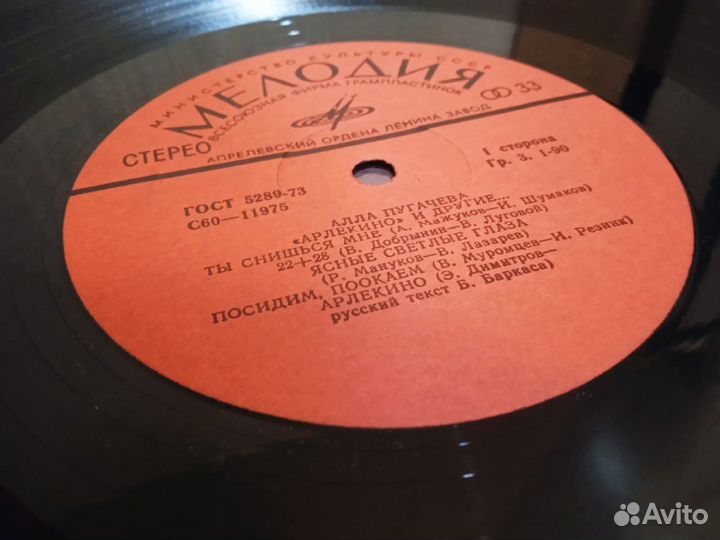 МИНИСТЕРСТВО КУЛЬТУРЫ СССР
МЕЛОДИЯ
ВСЕСОЮЗНАЯ ФИРМА ГРАМПЛАСТИНОК
33
СТЕРЕО
АПРЕЛЕВСКИЙ ОРДЕНА ЛЕНИНА ЗАВОД
ГОСТ 5289-73
С60—11975
1 сторона
Гр. 3. 1-90
АЛЛА ПУГАЧЕВА
«АРЛЕКИНО» И ДРУГИЕ...
ТЫ СНИШЬСЯ МНЕ (А. Мажуков—И. Шумаков)
22+28 (В. Добрынин—В. Луговой)
ЯСНЫЕ СВЕТЛЫЕ ГЛАЗА
(Р. Мануков—В. Лазарев)
ПОСИДИМ, ПООКАЕМ (В. Муромцев—И. Резник)
АРЛЕКИНО (Э. Димитров—
русский текст Б. Баркаса)
Avito